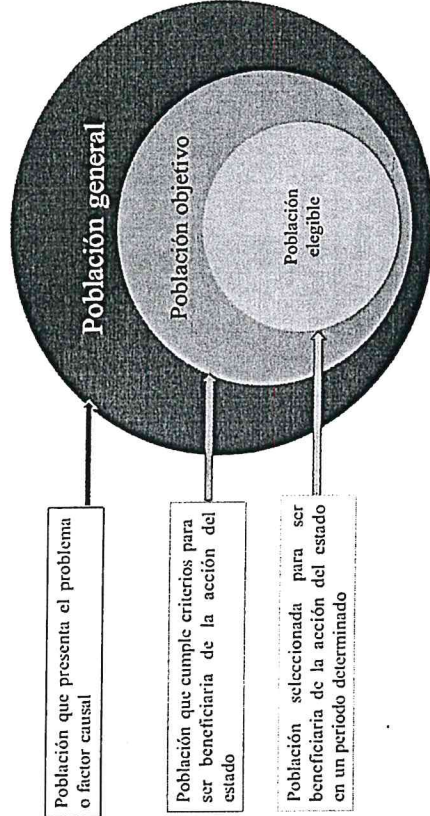 Población general
Población objetivo
Población
elegible
Población que presenta el problema
o factor causal
Población que cumple criterios para
ser beneficiaria de la acción del
estado
Población seleccionada para ser
beneficiaria de la acción del estado
en un periodo determinado